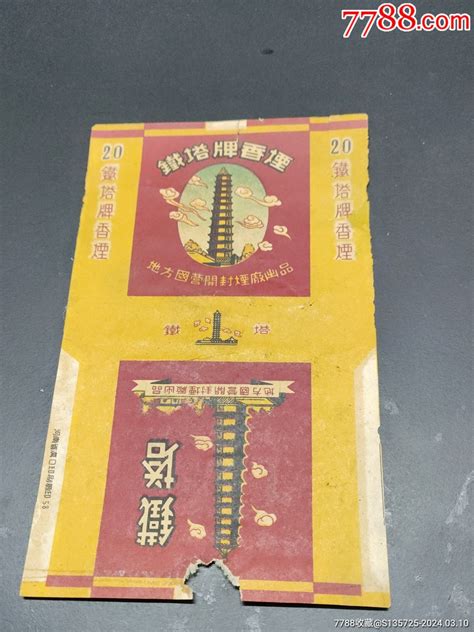 7788.com
鐵塔牌香煙
20
鐵塔牌香煙
20
鐵塔牌香煙
地方國營開封煙廠出品
鐵 塔
地方國營開封煙廠出品
鐵塔
7788收藏@S135725-2024.03.10